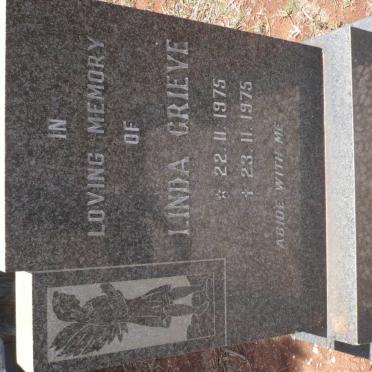 IN
LOVING MEMORY
OF
LINDA GRIEVE
☆ 22.11.1975
✝ 23.11.1975
ABIDE WITH ME